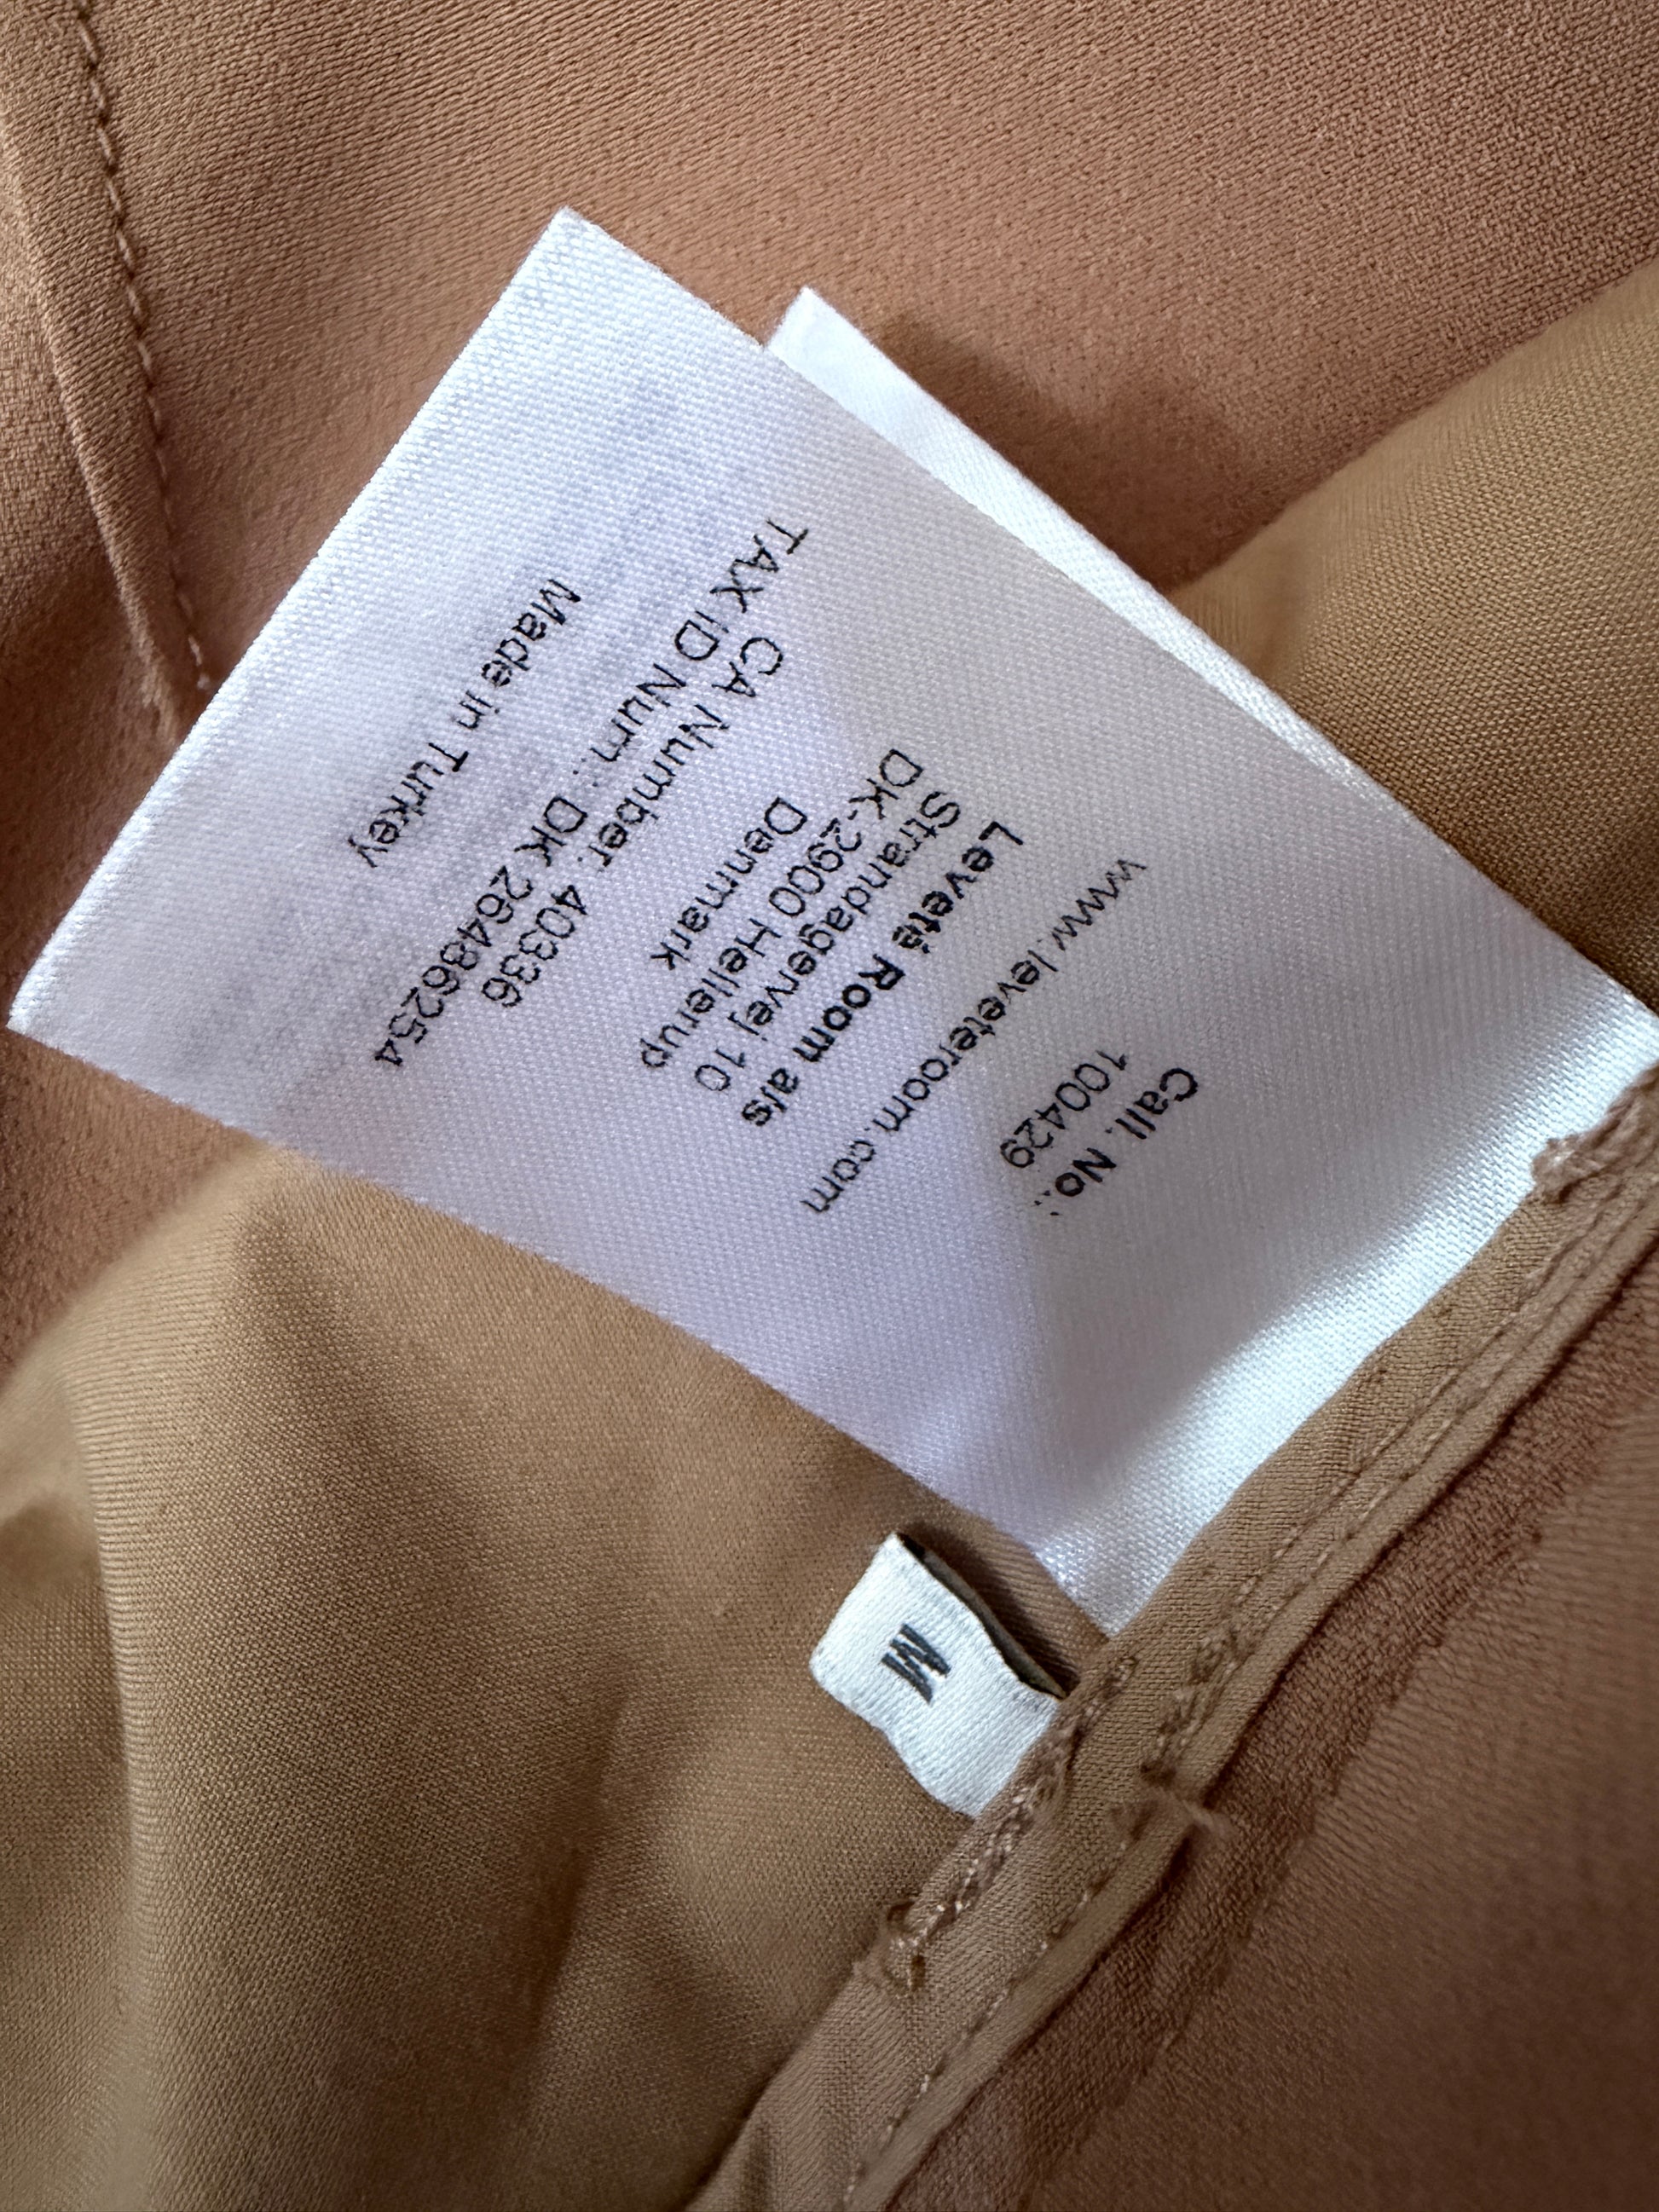 Call. No.:
100429
www.leveteroom.com
Leveté Room a/s
Strandagervej 10
DK-2900 Hellerup
Denmark
CA Number: 40336
TAX ID Num.: DK 26486254
Made in Turkey
M